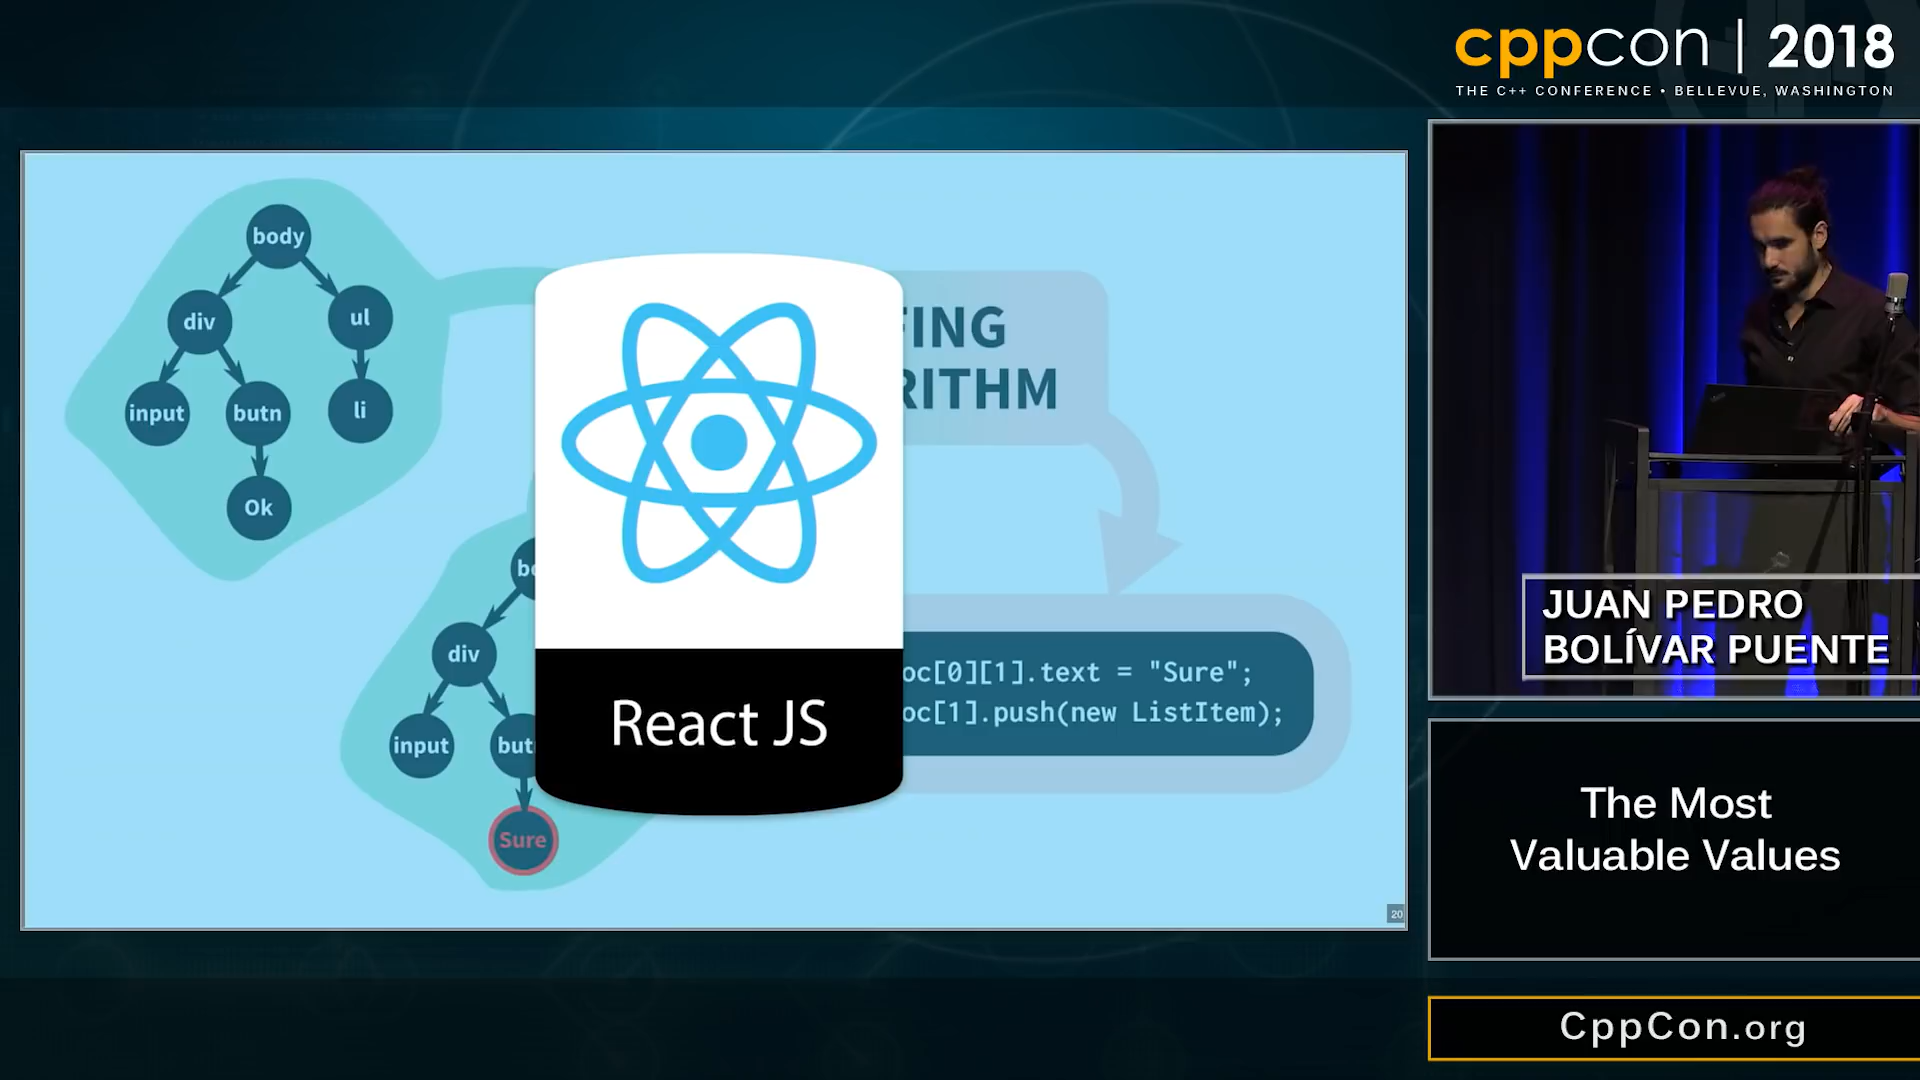 cppcon | 2018
THE C++ CONFERENCE • BELLEVUE, WASHINGTON
body
div
ul
input
butn
li
Ok
FING
RITHM
React JS
div
input
Sure
oc[0][1].text = "Sure";
oc[1].push(new ListItem);
20
JUAN PEDRO
BOLÍVAR PUENTE
The Most
Valuable Values
CppCon.org